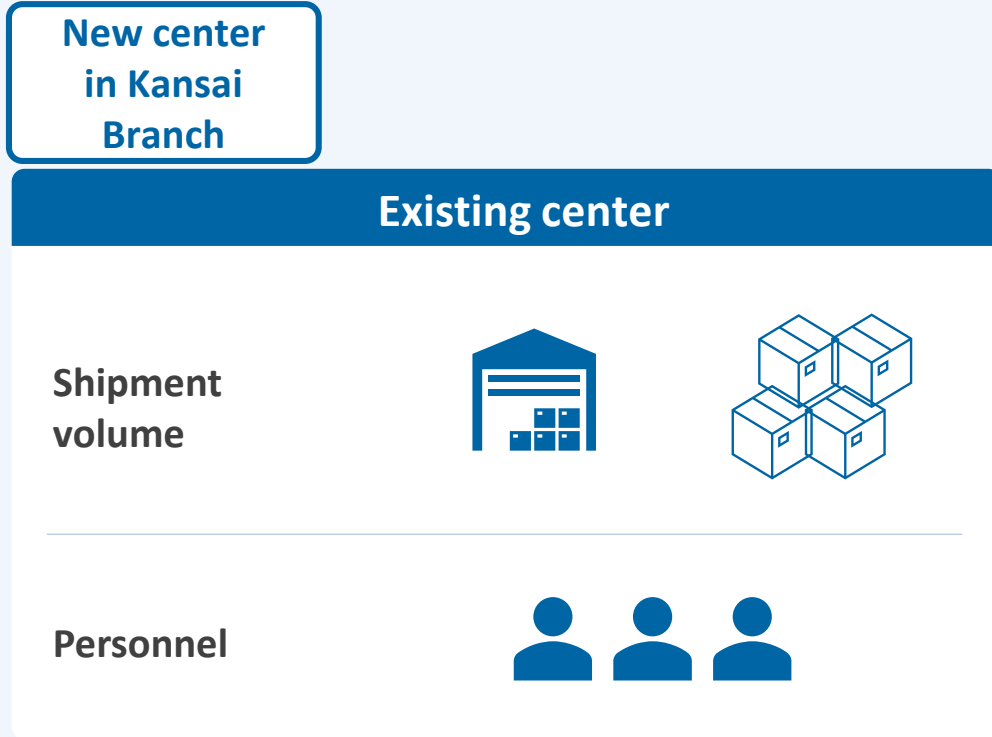 New center
in Kansai
Branch
Existing center
Shipment
volume
Personnel